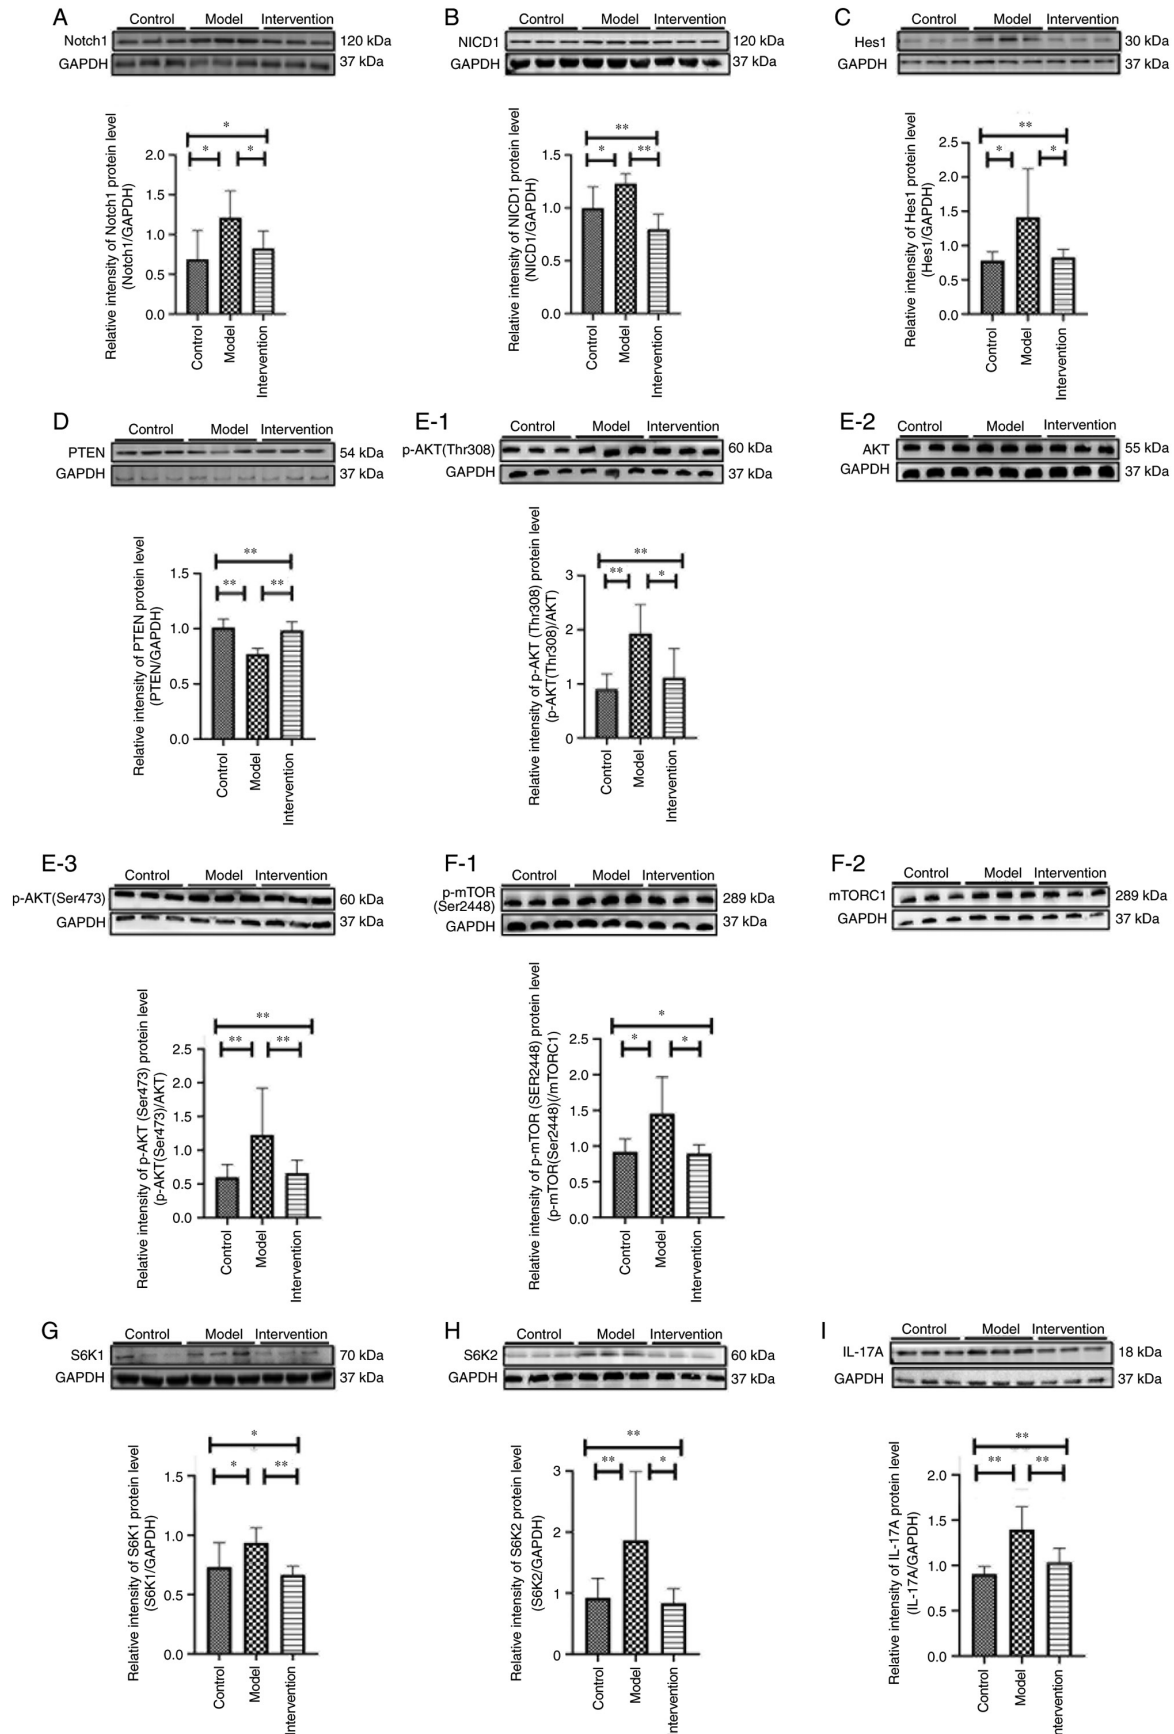 A
Control Model Intervention
Notch1 120 kDa
GAPDH 37 kDa
Relative intensity of Notch1 protein level
(Notch1/GAPDH)
*
* *
2.0
1.5
1.0
0.5
0.0
Control
Model
Intervention
B
Control Model Intervention
NICD1 120 kDa
GAPDH 37 kDa
Relative intensity of NICD1 protein level
(NICD1/GAPDH)
**
* **
1.5
1.0
0.5
0.0
Control
Model
Intervention
C
Control Model Intervention
Hes1 30 kDa
GAPDH 37 kDa
Relative intensity of Hes1 protein level
(Hes1/GAPDH)
**
* *
2.5
2.0
1.5
1.0
0.5
0.0
Control
Model
Intervention
D
Control Model Intervention
PTEN 54 kDa
GAPDH 37 kDa
Relative intensity of PTEN protein level
(PTEN/GAPDH)
**
** **
1.5
1.0
0.5
0.0
Control
Model
Intervention
E-1
Control Model Intervention
p-AKT(Thr308) 60 kDa
GAPDH 37 kDa
Relative intensity of p-AKT (Thr308) protein level
(p-AKT(Thr308)/AKT)
**
** *
3
2
1
0
Control
Model
Intervention
E-2
Control Model Intervention
AKT 55 kDa
GAPDH 37 kDa
E-3
Control Model Intervention
p-AKT(Ser473) 60 kDa
GAPDH 37 kDa
Relative intensity of p-AKT (Ser473) protein level
(p-AKT(Ser473)/AKT)
**
** **
2.5
2.0
1.5
1.0
0.5
0.0
Control
Model
Intervention
F-1
Control Model Intervention
p-mTOR
(Ser2448) 289 kDa
GAPDH 37 kDa
Relative intensity of p-mTOR (SER2448) protein level
(p-mTOR(Ser2448)(/mTORC1)
*
* *
2.5
2.0
1.5
1.0
0.5
0.0
Control
Model
Intervention
F-2
Control Model Intervention
mTORC1 289 kDa
GAPDH 37 kDa
G
Control Model Intervention
S6K1 70 kDa
GAPDH 37 kDa
Relative intensity of S6K1 protein level
(S6K1/GAPDH)
*
* **
1.5
1.0
0.5
0.0
Control
Model
Intervention
H
Control Model Intervention
S6K2 60 kDa
GAPDH 37 kDa
Relative intensity of S6K2 protein level
(S6K2/GAPDH)
**
** *
3
2
1
0
Control
Model
ntervention
I
Control Model Intervention
IL-17A 18 kDa
GAPDH 37 kDa
Relative intensity of IL-17A protein level
(IL-17A/GAPDH)
**
** **
2.0
1.5
1.0
0.5
0.0
Control
Model
ntervention